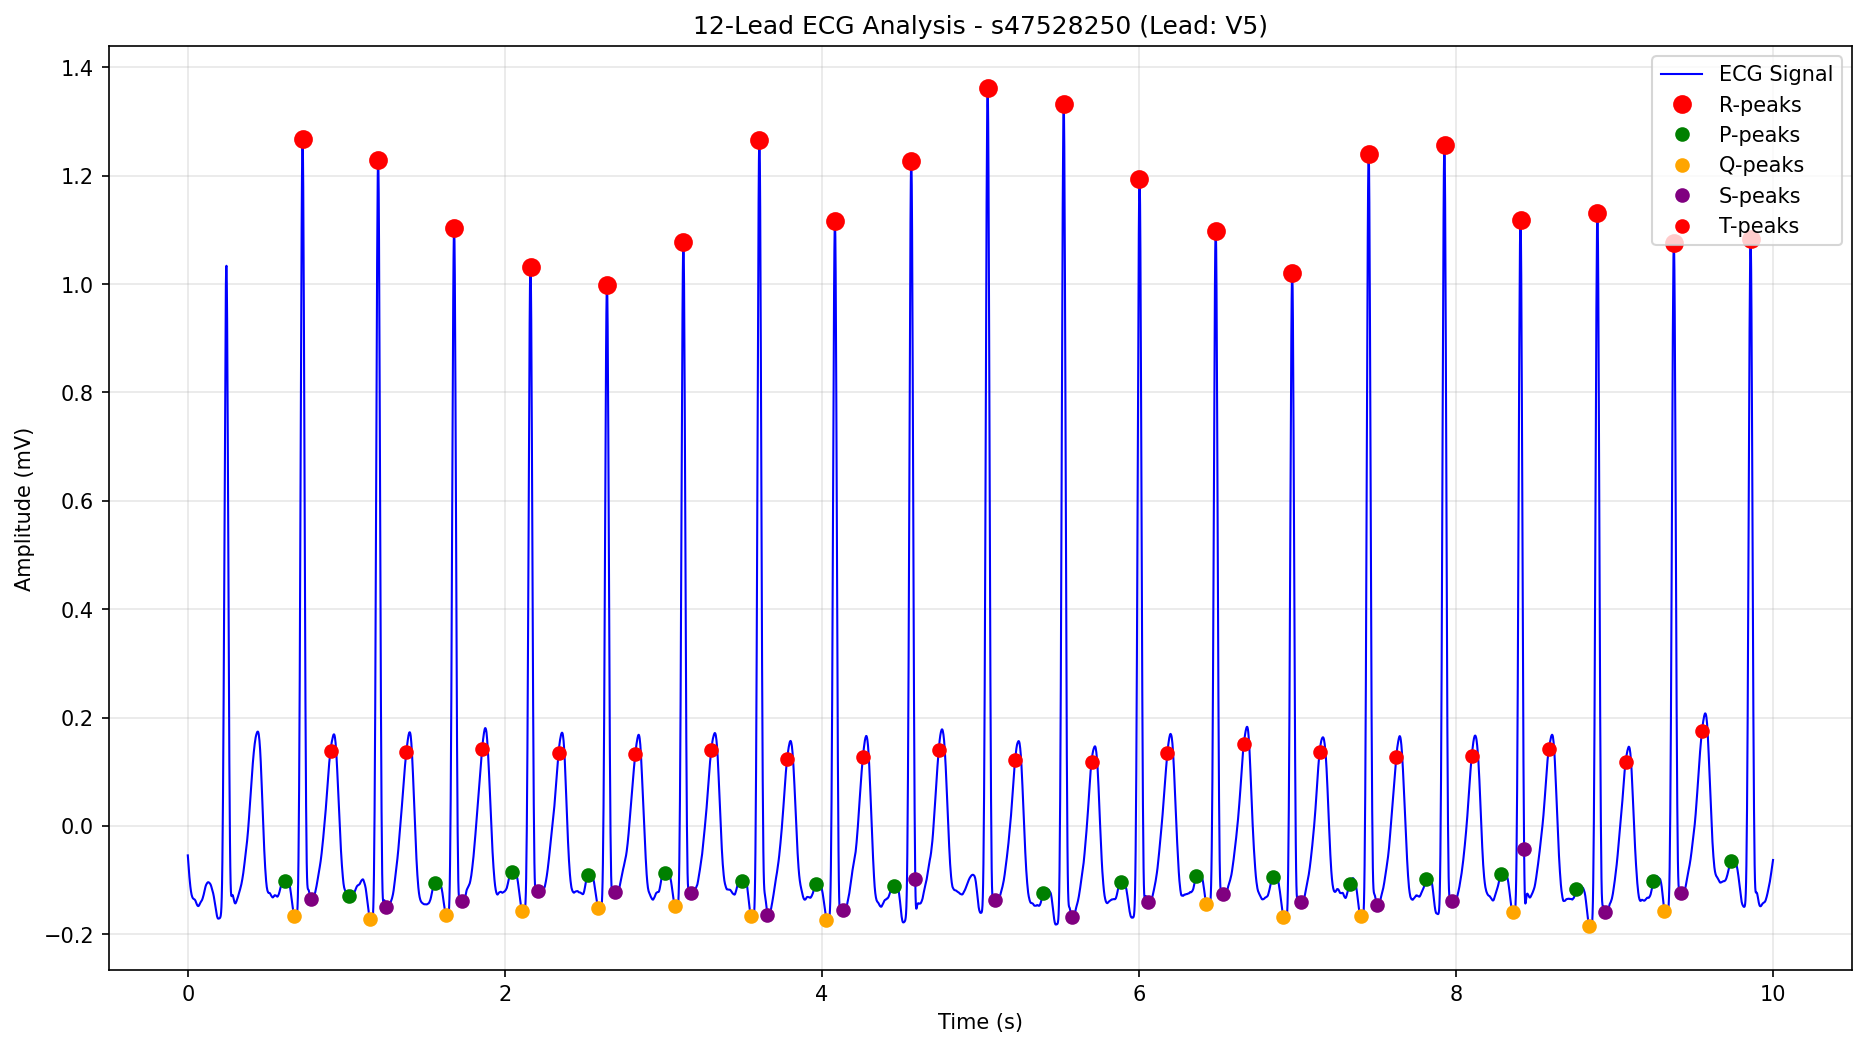 12-Lead ECG Analysis - s47528250 (Lead: V5)
ECG Signal
R-peaks
P-peaks
Q-peaks
S-peaks
T-peaks
Amplitude (mV)
1.4
1.2
1.0
0.8
0.6
0.4
0.2
0.0
−0.2
0 2 4 6 8 10
Time (s)